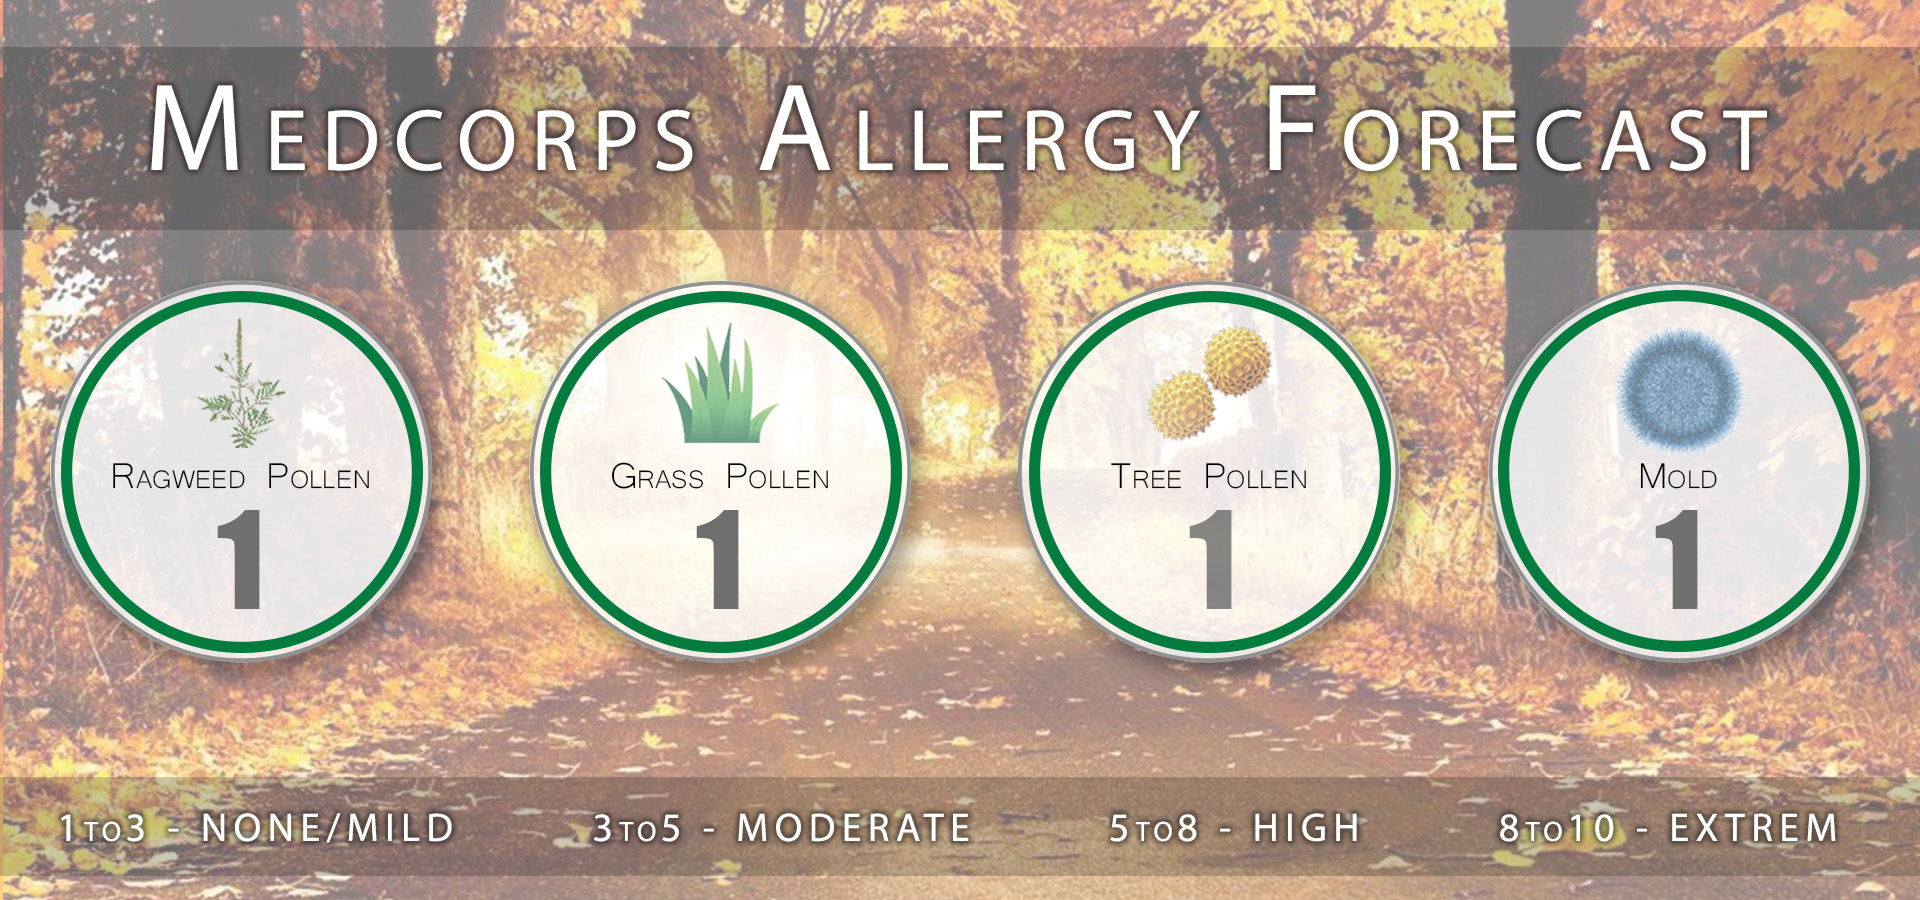 Medcorps Allergy Forecast
Ragweed Pollen
1
Grass Pollen
1
Tree Pollen
1
Mold
1
1to3 - NONE/MILD
3to5 - MODERATE
5to8 - HIGH
8to10 - EXTREM